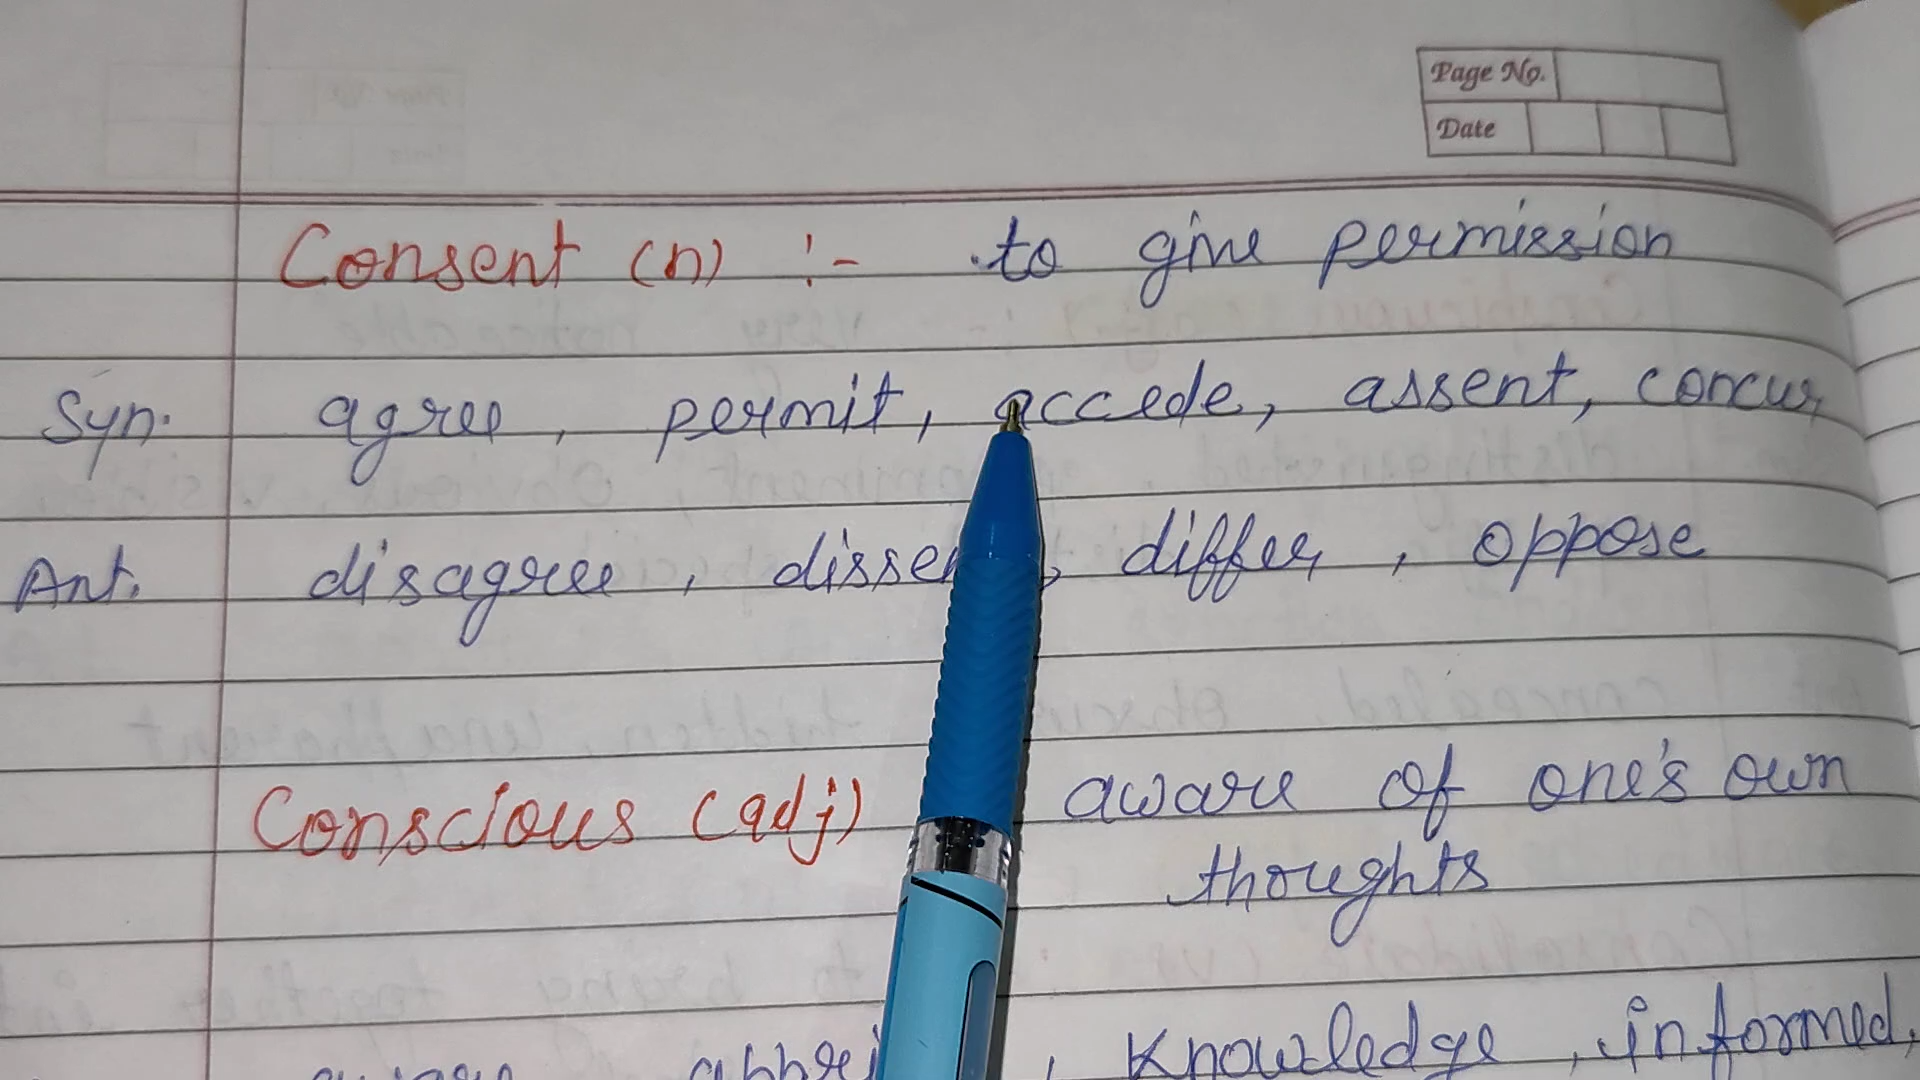 Page No.
Date
Consent (n) :- to give permission
Syn. agree, permit, accede, assent, concur,
Ant. disagree, differ, oppose
Conscious (adj) aware of one's own
thoughts
aware, Knowledge, informed,